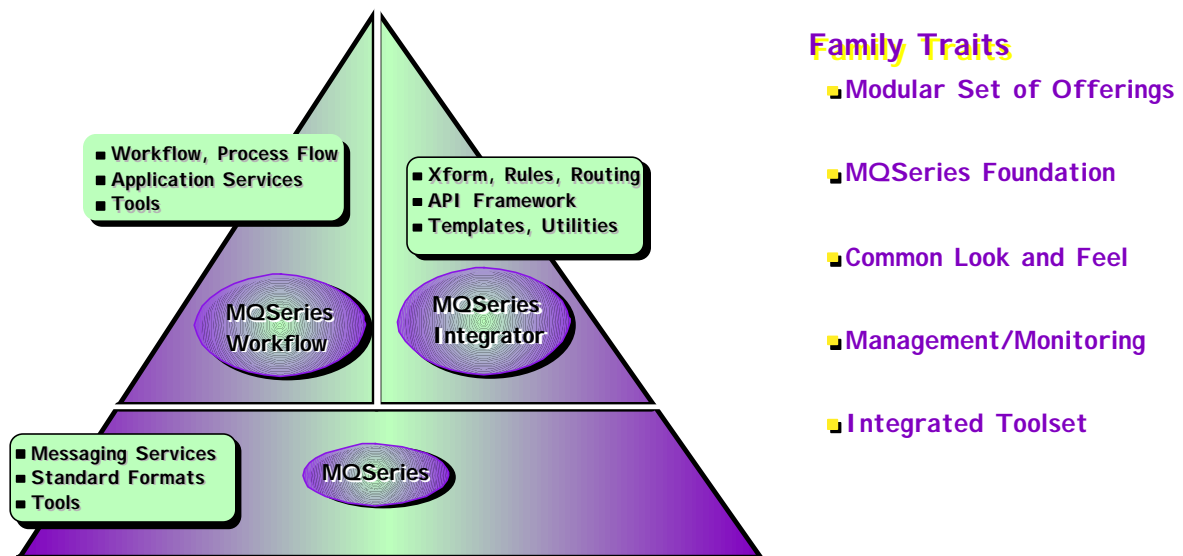 Workflow, Process Flow
Application Services
Tools
Xform, Rules, Routing
API Framework
Templates, Utilities
MQSeries
Workflow
MQSeries
Integrator
Messaging Services
Standard Formats
Tools
MQSeries
Family Traits
Modular Set of Offerings
MQSeries Foundation
Common Look and Feel
Management/Monitoring
Integrated Toolset